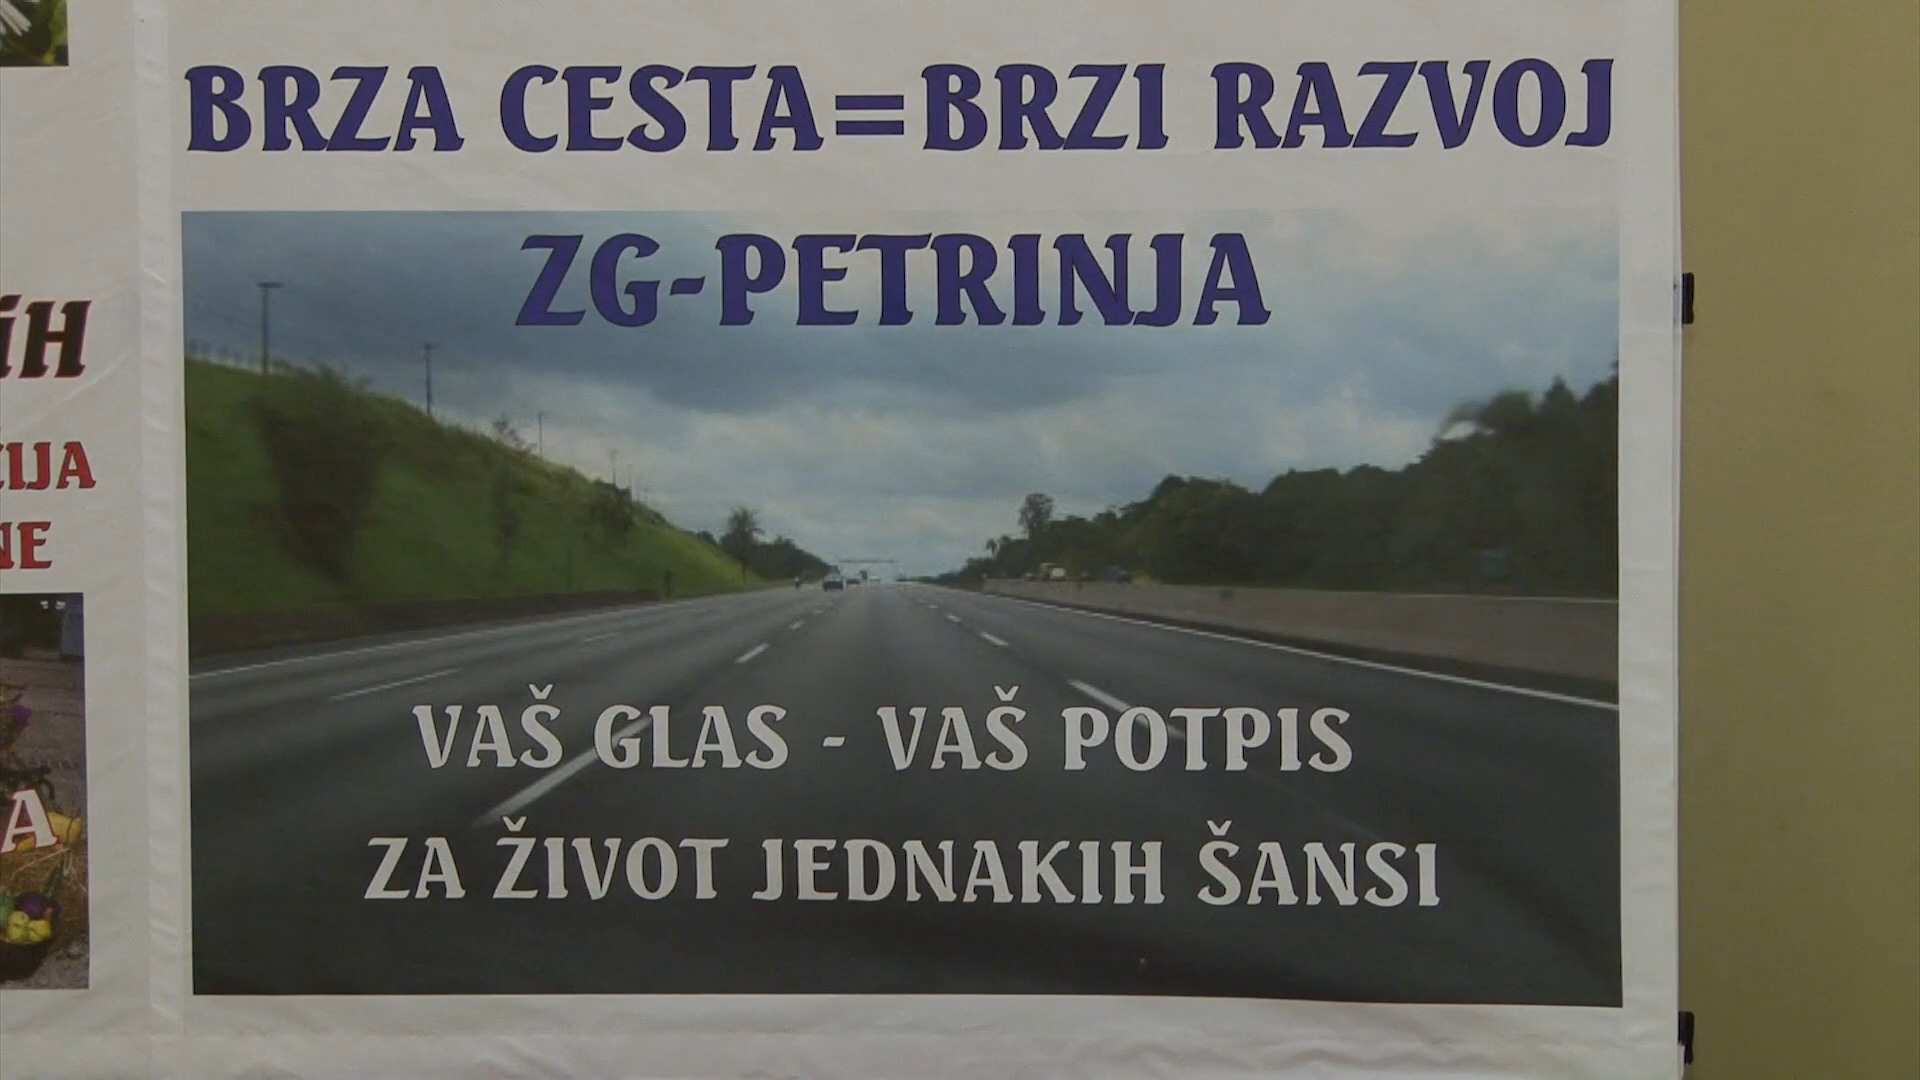 BRZA CESTA=BRZI RAZVOJ
ZG-PETRINJA
VAŠ GLAS - VAŠ POTPIS
ZA ŽIVOT JEDNAKIH ŠANSI